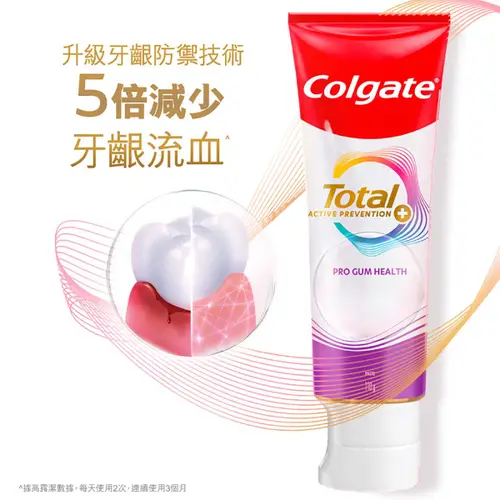 升級牙齦防禦技術
5倍減少
牙齦流血^
Colgate®
Total
ACTIVE PREVENTION +
PRO GUM HEALTH
^據高露潔數據,每天使用2次,連續使用3個月